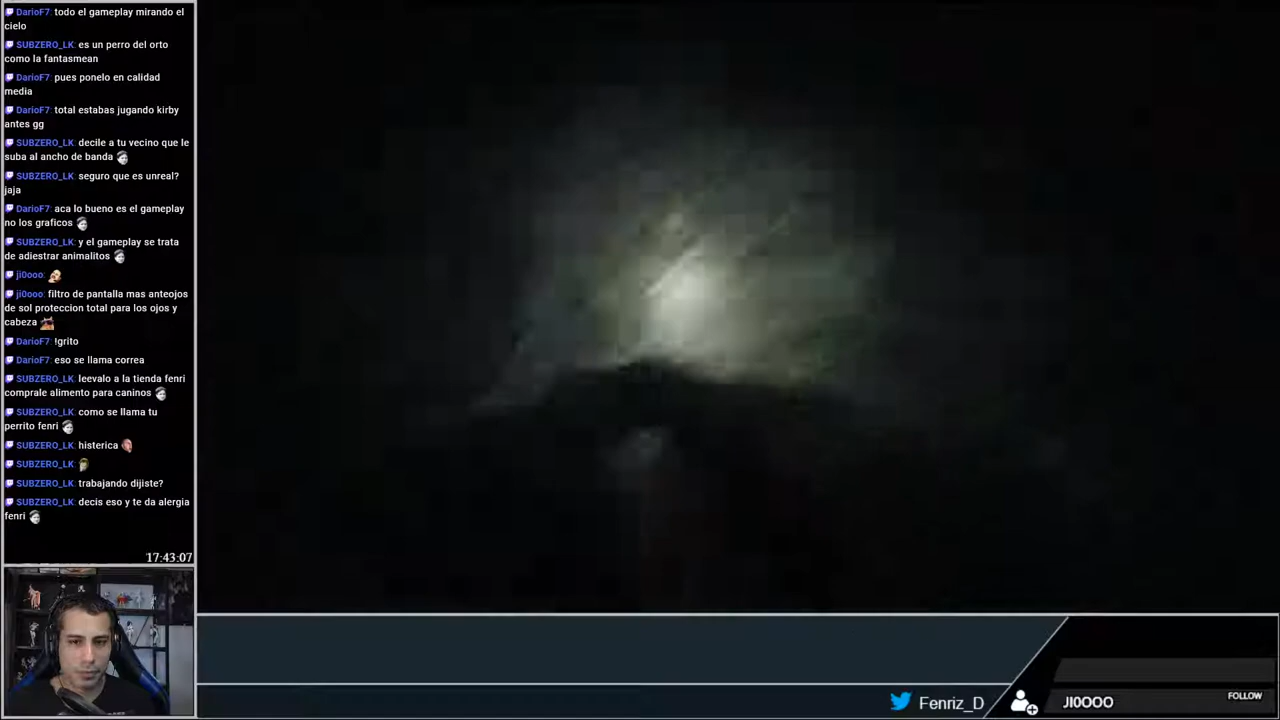 DarioF7: todo el gameplay mirando el
cielo
SUBZERO_LK: es un perro del orto
como la fantasmean
DarioF7: pues ponelo en calidad
media
DarioF7: total estabas jugando kirby
antes gg
SUBZERO_LK: decile a tu vecino que le
suba al ancho de banda
SUBZERO_LK: seguro que es unreal?
jaja
DarioF7: aca lo bueno es el gameplay
no los graficos
SUBZERO_LK: y el gameplay se trata
de adiestrar animalitos
ji0ooo:
ji0ooo: filtro de pantalla mas anteojos
de sol proteccion total para los ojos y
cabeza
DarioF7: !grito
DarioF7: eso se llama correa
SUBZERO_LK: leevalo a la tienda fenri
comprale alimento para caninos
SUBZERO_LK: como se llama tu
perrito fenri
SUBZERO_LK: histerica
SUBZERO_LK:
SUBZERO_LK: trabajando dijiste?
SUBZERO_LK: decis eso y te da alergia
fenri
17:43:07
Fenriz_D
JI0OOO
FOLLOW